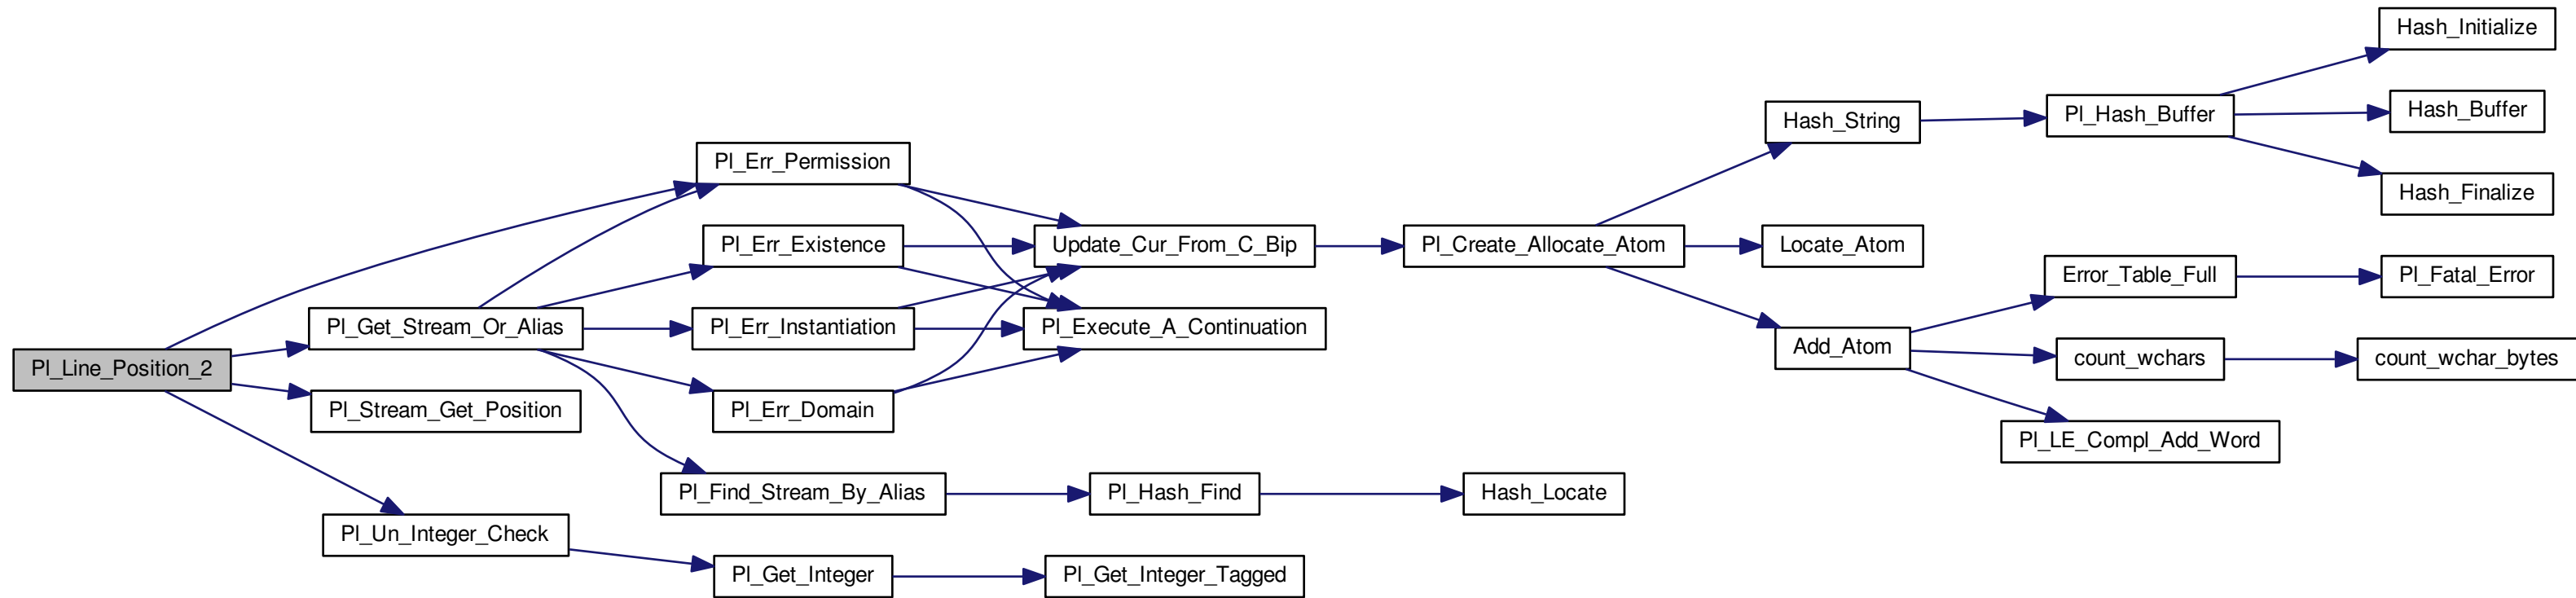 Pl_Line_Position_2
Pl_Get_Stream_Or_Alias
Pl_Stream_Get_Position
Pl_Un_Integer_Check
Pl_Err_Permission
Pl_Err_Existence
Pl_Err_Instantiation
Pl_Err_Domain
Pl_Find_Stream_By_Alias
Pl_Get_Integer
Update_Cur_From_C_Bip
Pl_Execute_A_Continuation
Pl_Hash_Find
Pl_Get_Integer_Tagged
Pl_Create_Allocate_Atom
Hash_Locate
Hash_String
Locate_Atom
Add_Atom
Pl_Hash_Buffer
Error_Table_Full
count_wchars
Pl_LE_Compl_Add_Word
Hash_Initialize
Hash_Buffer
Hash_Finalize
Pl_Fatal_Error
count_wchar_bytes